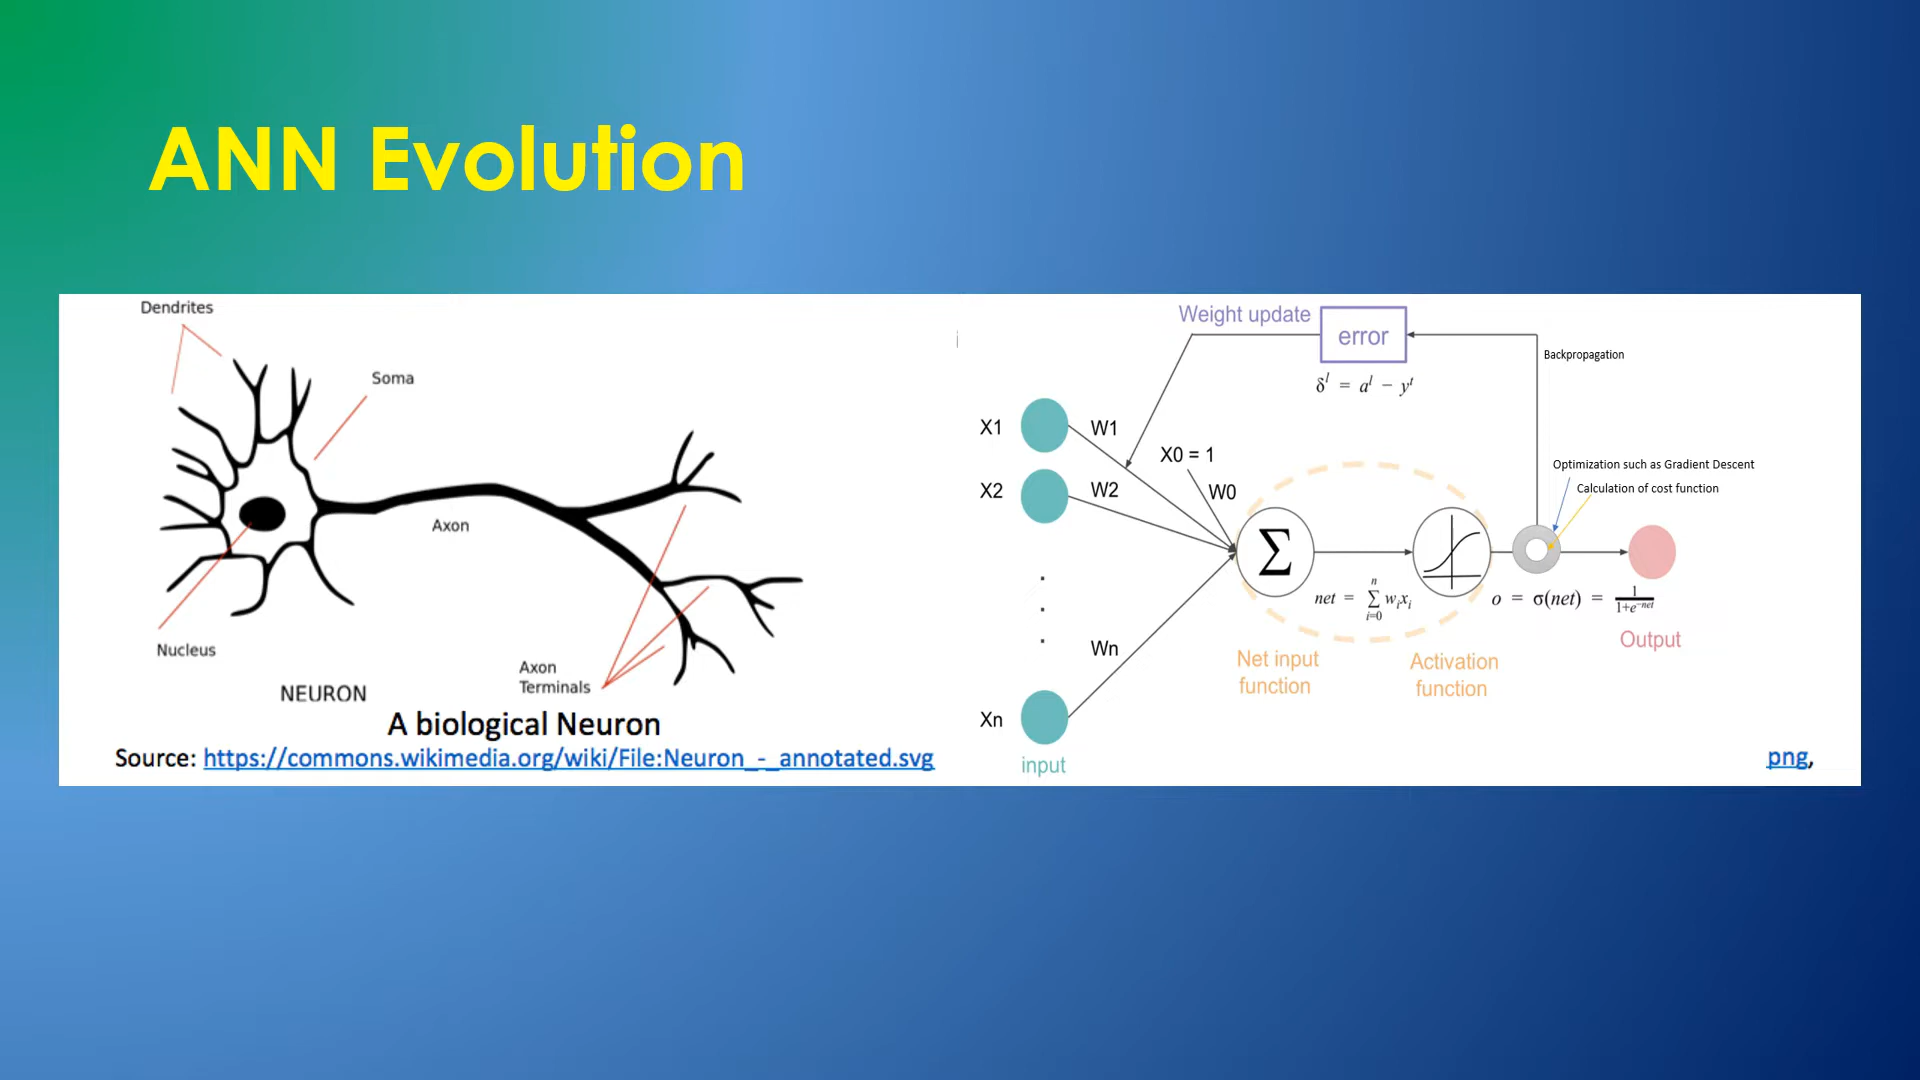 ANN Evolution
Dendrites
Soma
Axon
Nucleus
Axon
Terminals
NEURON
A biological Neuron
Source: https://commons.wikimedia.org/wiki/File:Neuron_-_annotated.svg
Weight update
error
Backpropagation
δˡ = aˡ − yᵗ
X1
W1
X0 = 1
X2
W2
W0
Optimization such as Gradient Descent
Calculation of cost function
Σ
.
.
.
net = Σⁿᵢ₌₀ wᵢxᵢ
o = σ(net) = 1/(1+e⁻ⁿᵉᵗ)
Output
Wn
Net input
function
Activation
function
Xn
input
png,